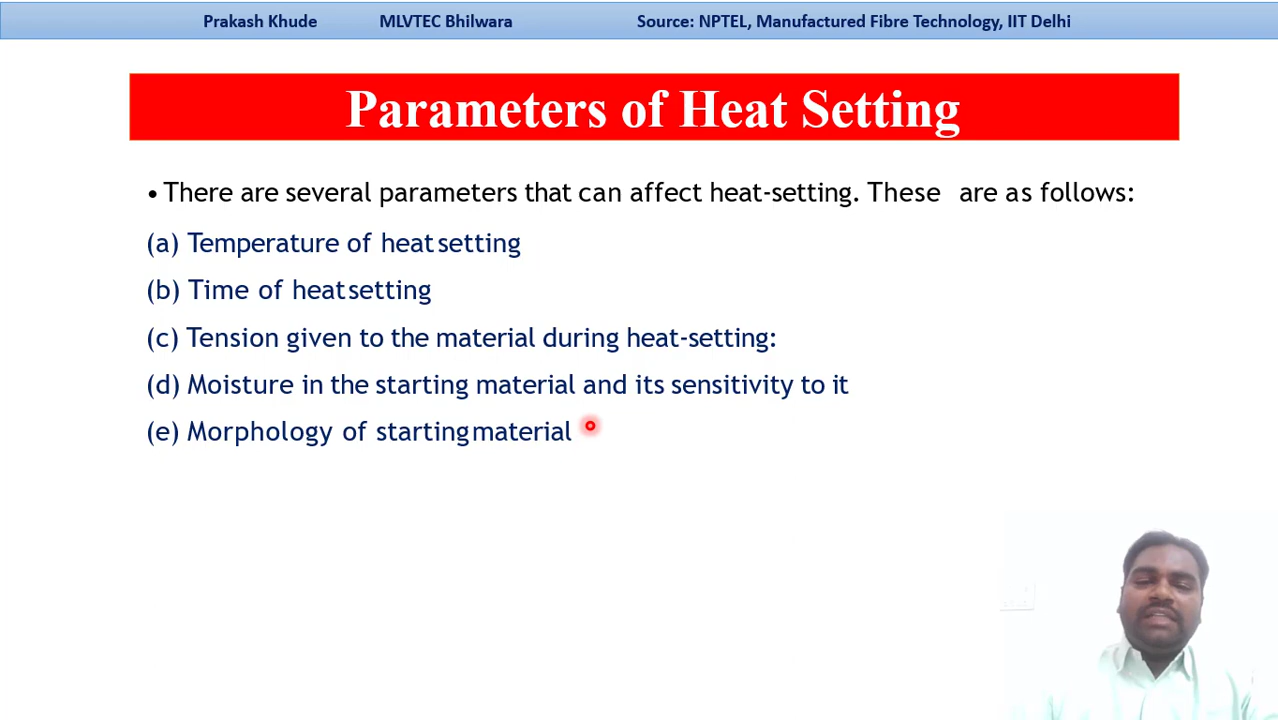 Prakash Khude MLVTEC Bhilwara Source: NPTEL, Manufactured Fibre Technology, IIT Delhi
Parameters of Heat Setting
• There are several parameters that can affect heat-setting. These are as follows:
(a) Temperature of heat setting
(b) Time of heat setting
(c) Tension given to the material during heat-setting:
(d) Moisture in the starting material and its sensitivity to it
(e) Morphology of starting material